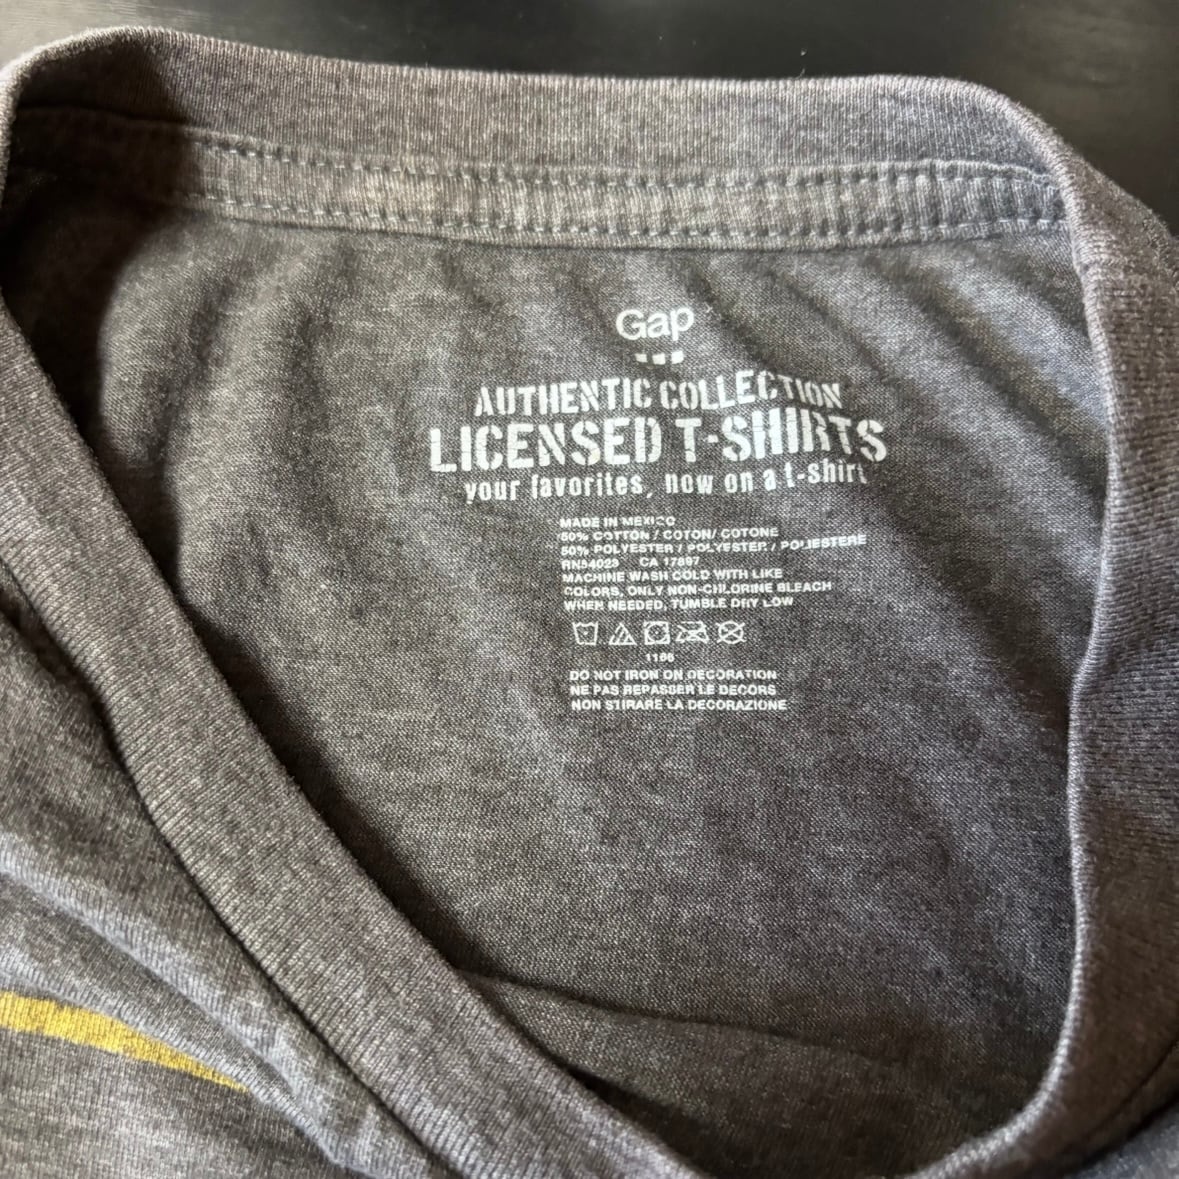 Gap
AUTHENTIC COLLECTION
LICENSED T-SHIRTS
your favorites, now on a t-shirt
MADE IN MEXICO
50% COTTON / COTON/ COTONE
50% POLYESTER / POLYESTER / POLIESTERE
RN54023 CA 17897
MACHINE WASH COLD WITH LIKE
COLORS, ONLY NON-CHLORINE BLEACH
WHEN NEEDED, TUMBLE DRY LOW
DO NOT IRON ON DECORATION
NE PAS REPASSER LE DECORS
NON STIRARE LA DECORAZIONE